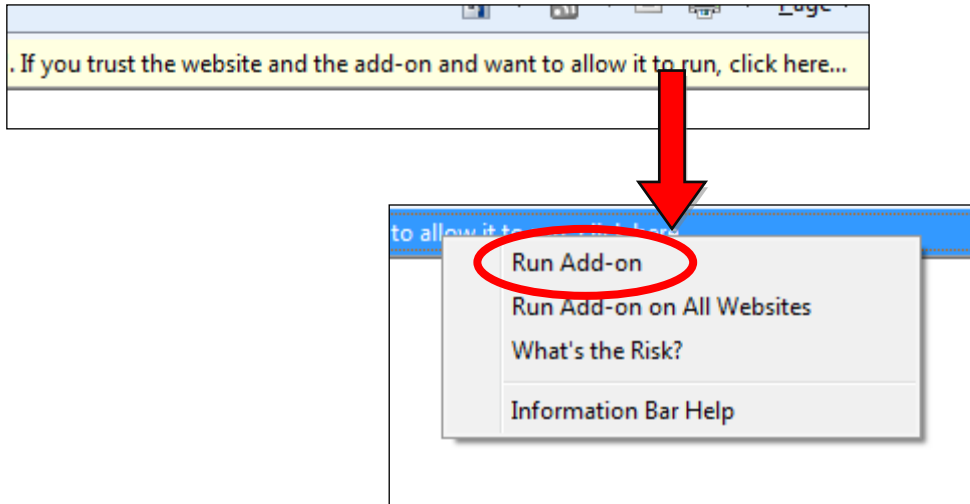 Page
. If you trust the website and the add-on and want to allow it to run, click here...
to allow it to
Run Add-on
Run Add-on on All Websites
What's the Risk?
Information Bar Help